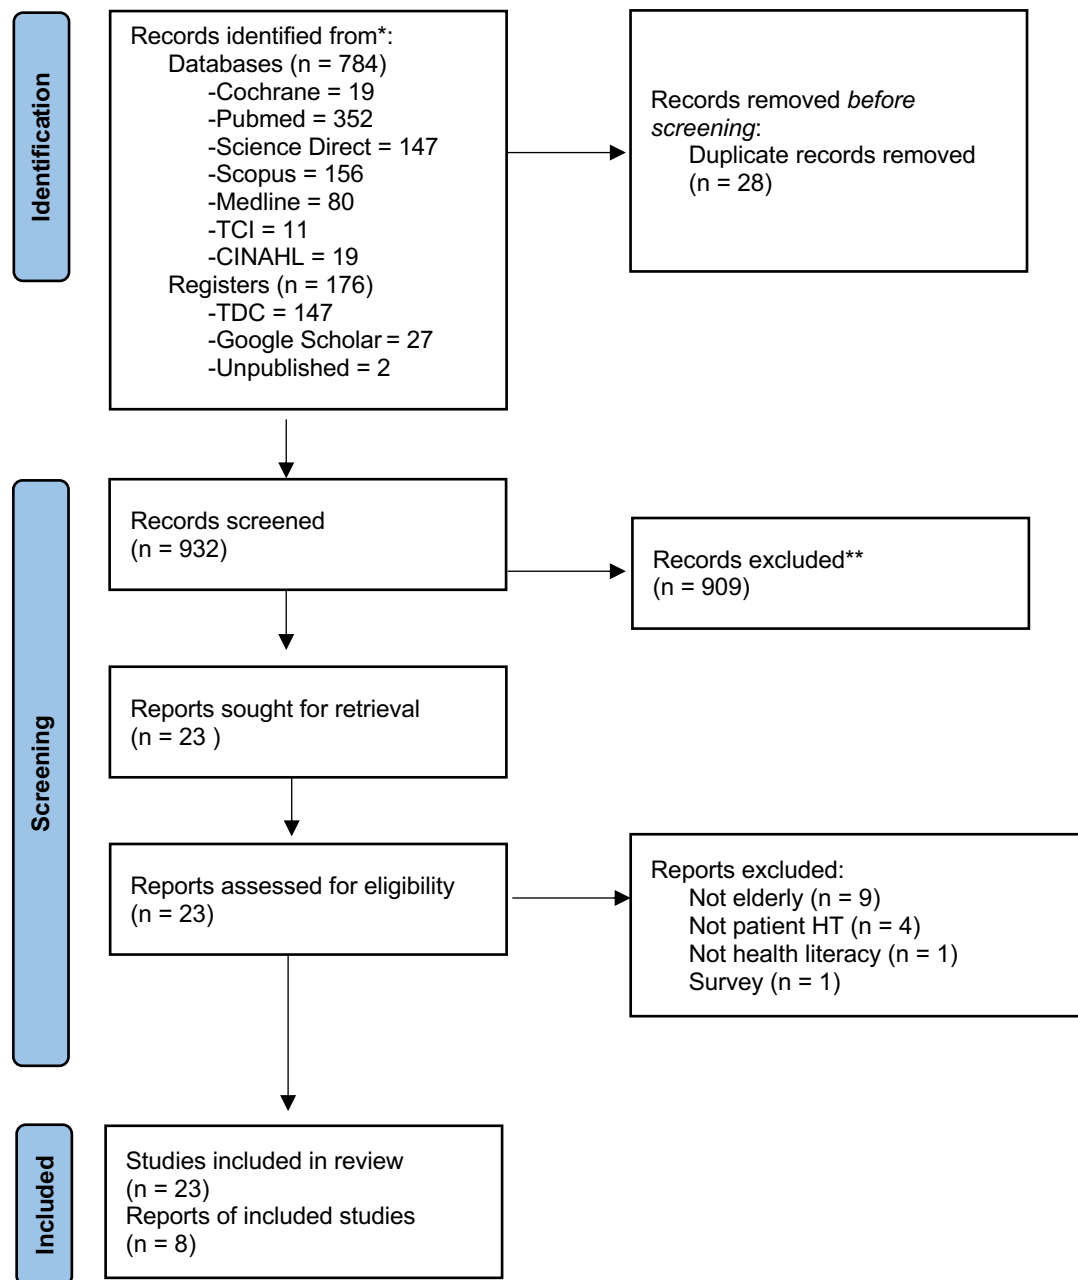 Identification
Records identified from*:
Databases (n = 784)
-Cochrane = 19
-Pubmed = 352
-Science Direct = 147
-Scopus = 156
-Medline = 80
-TCI = 11
-CINAHL = 19
Registers (n = 176)
-TDC = 147
-Google Scholar = 27
-Unpublished = 2
Records removed before
screening:
Duplicate records removed
(n = 28)
Screening
Records screened
(n = 932)
Records excluded**
(n = 909)
Reports sought for retrieval
(n = 23 )
Reports assessed for eligibility
(n = 23)
Reports excluded:
Not elderly (n = 9)
Not patient HT (n = 4)
Not health literacy (n = 1)
Survey (n = 1)
Included
Studies included in review
(n = 23)
Reports of included studies
(n = 8)